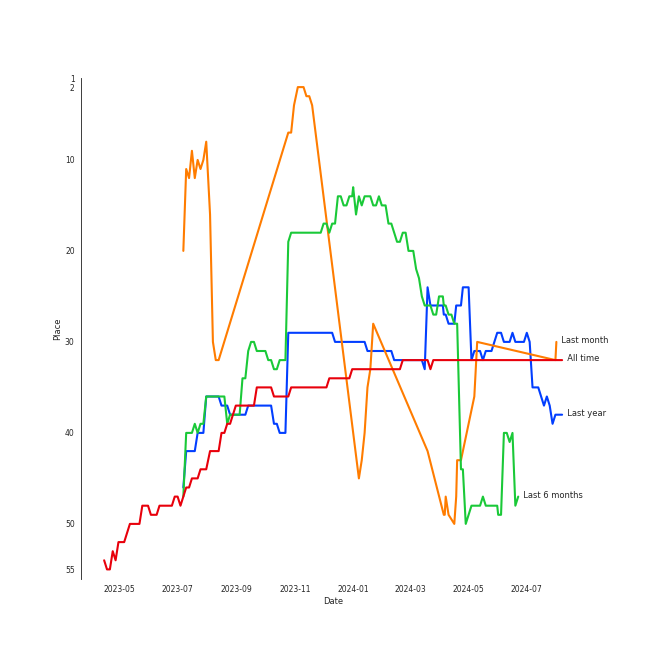 1
2
10
20
30
40
50
55
Place
2023-05
2023-07
2023-09
2023-11
2024-01
2024-03
2024-05
2024-07
Date
Last month
All time
Last year
Last 6 months